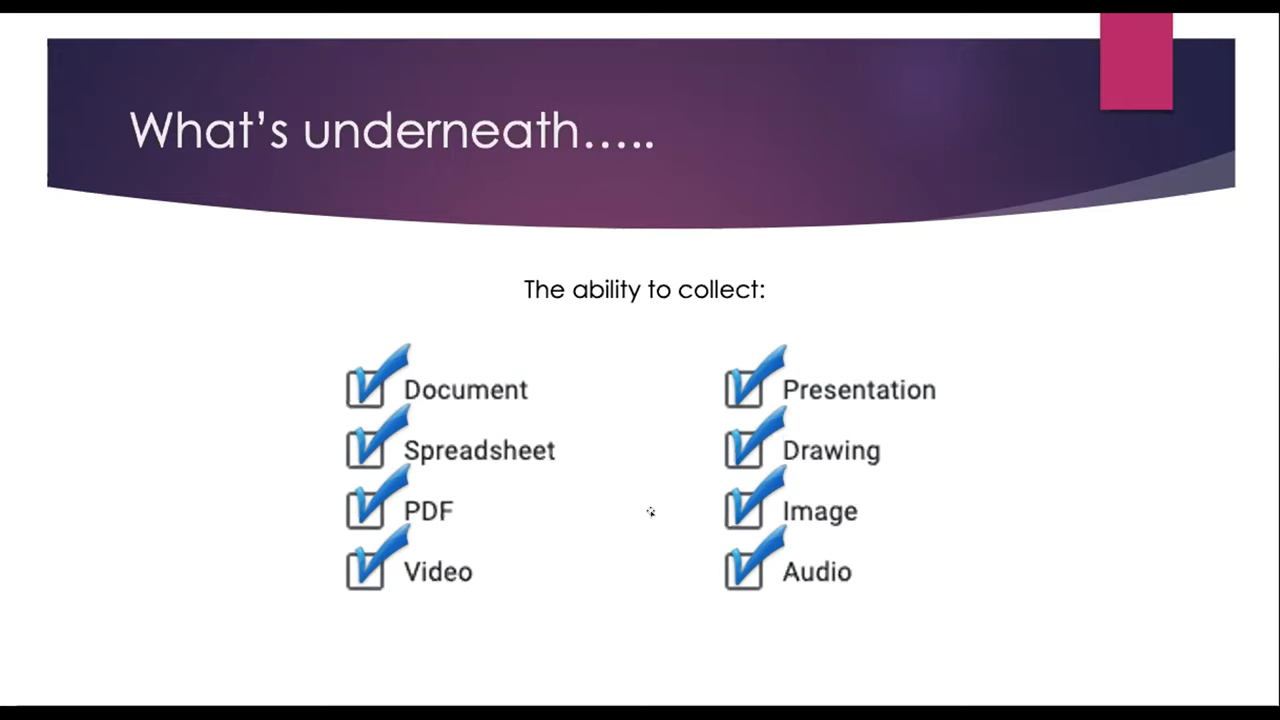 What's underneath.....
The ability to collect:
Document
Presentation
Spreadsheet
Drawing
PDF
Image
Video
Audio